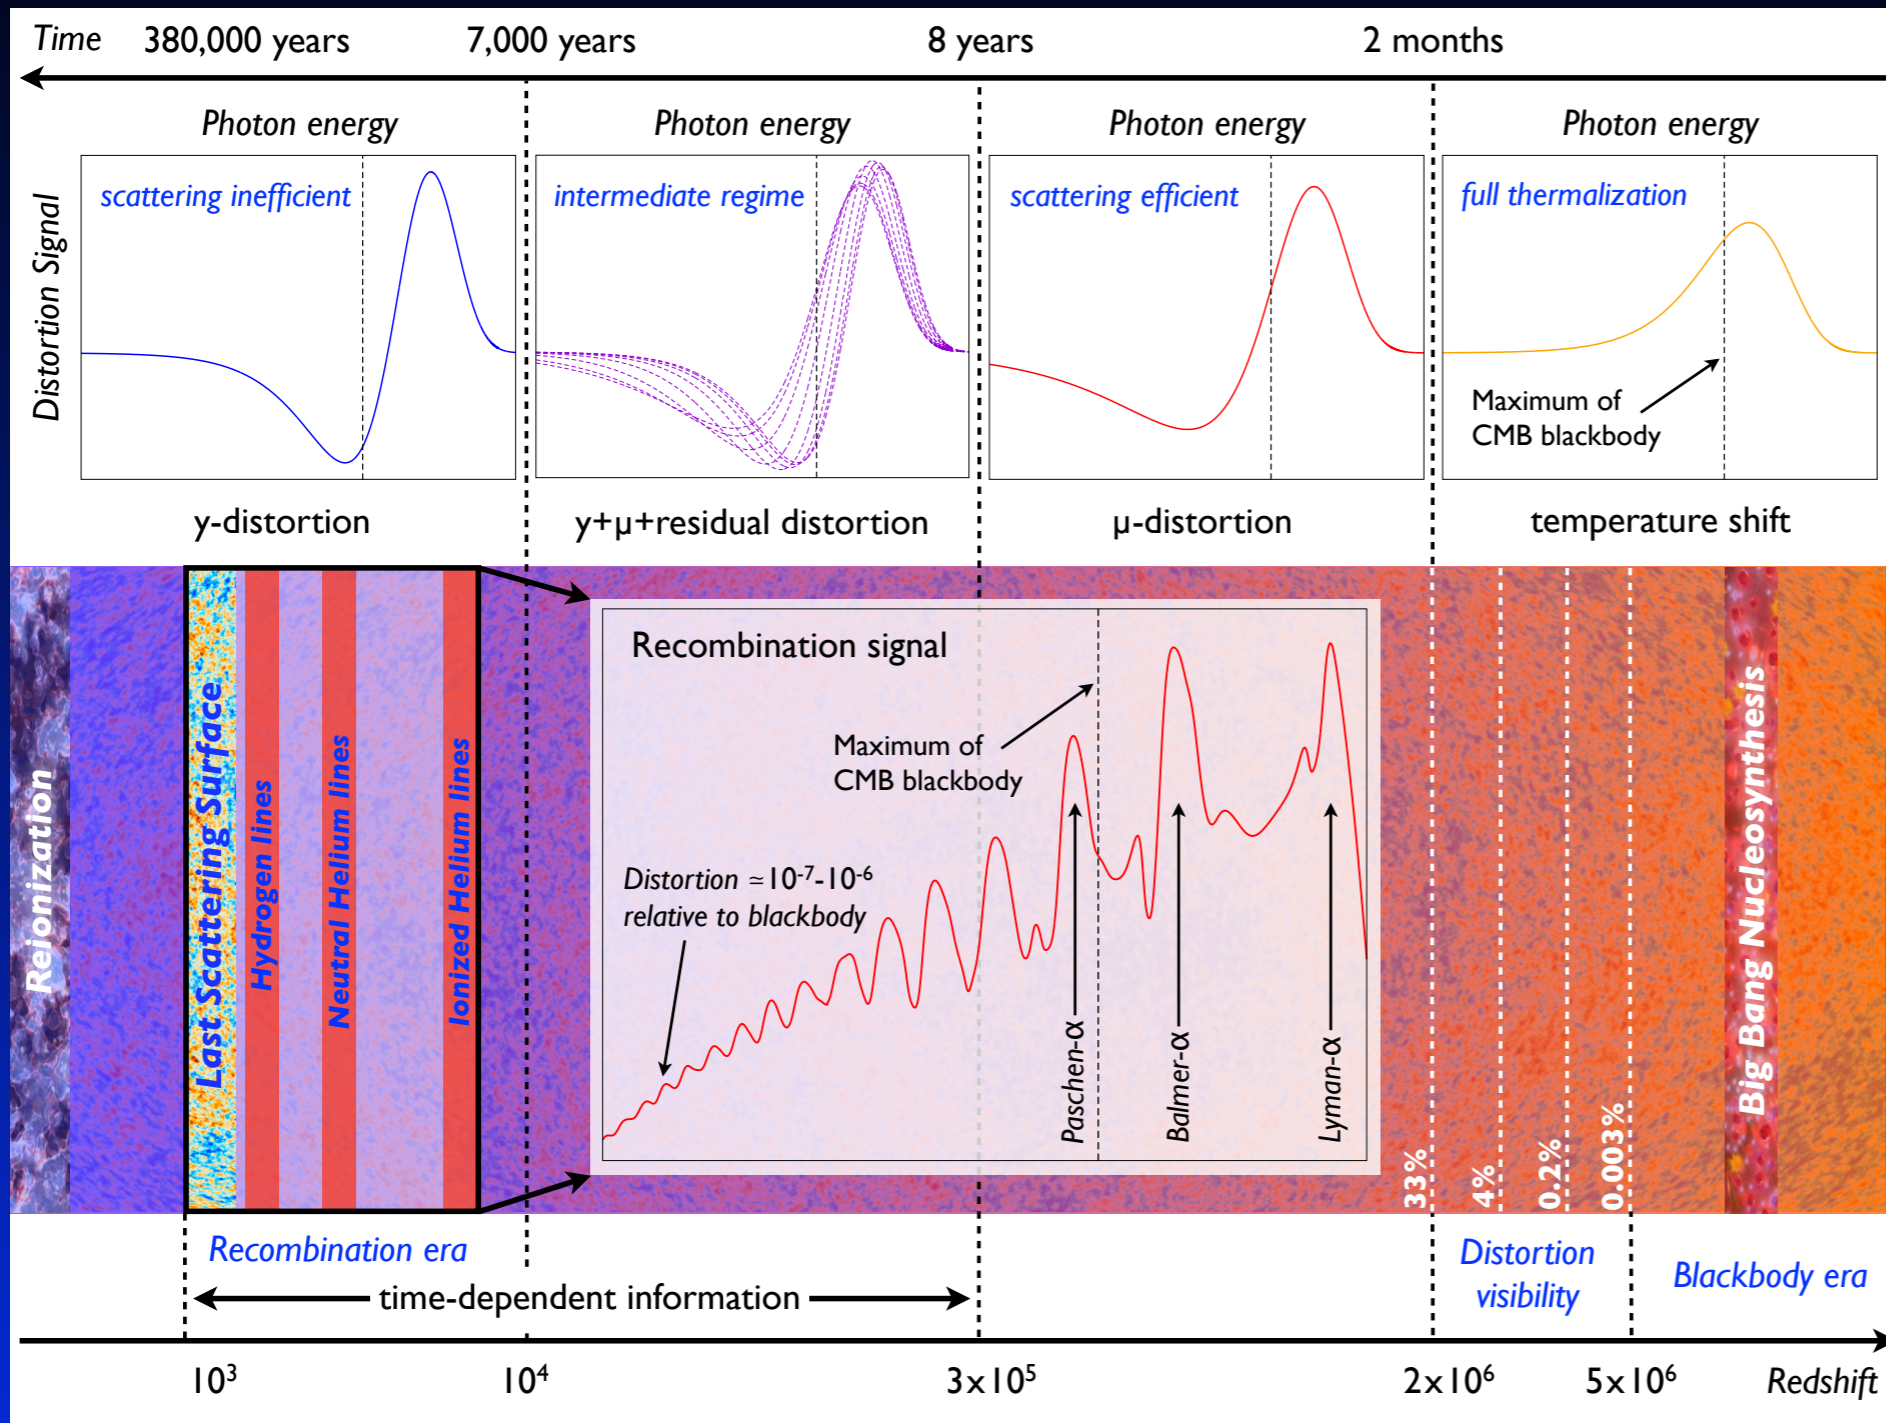 Time 380,000 years 7,000 years 8 years 2 months
Photon energy Photon energy Photon energy Photon energy
Distortion Signal
scattering inefficient
intermediate regime
scattering efficient
full thermalization
Maximum of
CMB blackbody
y-distortion y+μ+residual distortion μ-distortion temperature shift
Reionization
Last Scattering Surface
Hydrogen lines
Neutral Helium lines
Ionized Helium lines
Recombination signal
Maximum of
CMB blackbody
Distortion ≃10⁻⁷-10⁻⁶
relative to blackbody
Paschen-α
Balmer-α
Lyman-α
33%
4%
0.2%
0.003%
Big Bang Nucleosynthesis
Recombination era
time-dependent information
Distortion
visibility
Blackbody era
10³ 10⁴ 3x10⁵ 2x10⁶ 5x10⁶ Redshift